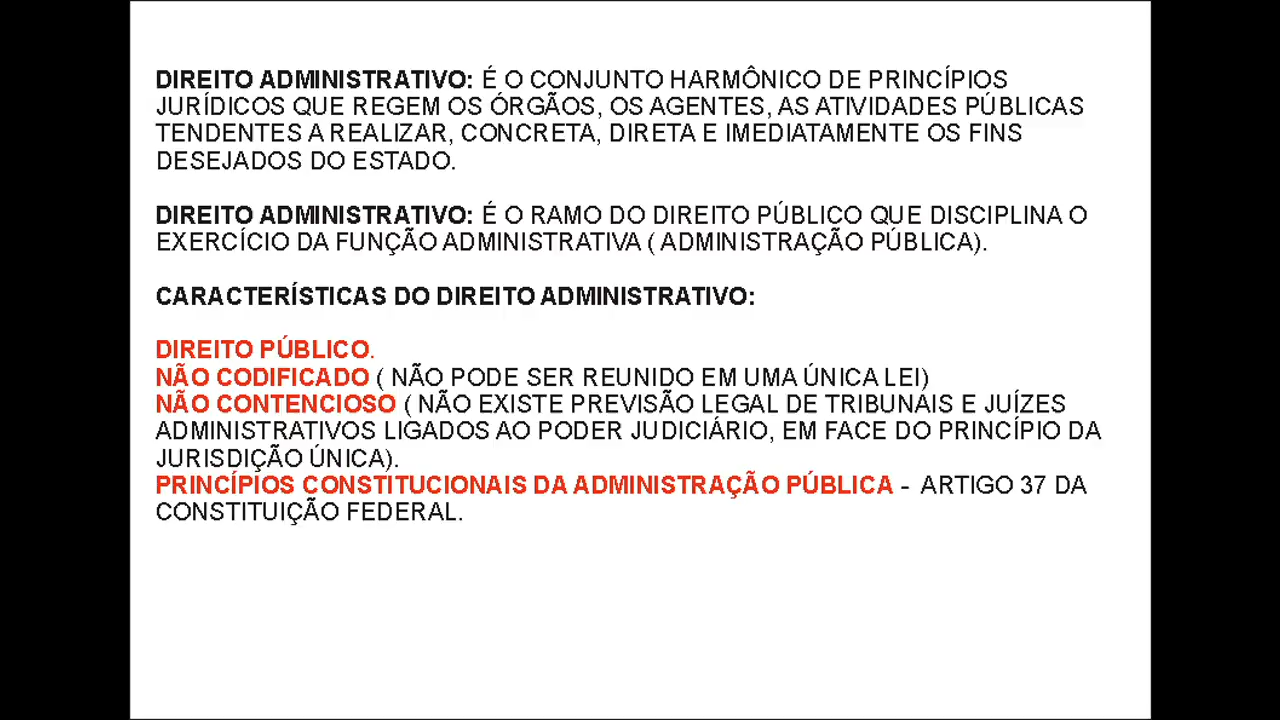 DIREITO ADMINISTRATIVO: É O CONJUNTO HARMÔNICO DE PRINCÍPIOS
JURÍDICOS QUE REGEM OS ÓRGÃOS, OS AGENTES, AS ATIVIDADES PÚBLICAS
TENDENTES A REALIZAR, CONCRETA, DIRETA E IMEDIATAMENTE OS FINS
DESEJADOS DO ESTADO.
DIREITO ADMINISTRATIVO: É O RAMO DO DIREITO PÚBLICO QUE DISCIPLINA O
EXERCÍCIO DA FUNÇÃO ADMINISTRATIVA ( ADMINISTRAÇÃO PÚBLICA).
CARACTERÍSTICAS DO DIREITO ADMINISTRATIVO:
DIREITO PÚBLICO.
NÃO CODIFICADO ( NÃO PODE SER REUNIDO EM UMA ÚNICA LEI)
NÃO CONTENCIOSO ( NÃO EXISTE PREVISÃO LEGAL DE TRIBUNAIS E JUÍZES
ADMINISTRATIVOS LIGADOS AO PODER JUDICIÁRIO, EM FACE DO PRINCÍPIO DA
JURISDIÇÃO ÚNICA).
PRINCÍPIOS CONSTITUCIONAIS DA ADMINISTRAÇÃO PÚBLICA - ARTIGO 37 DA
CONSTITUIÇÃO FEDERAL.